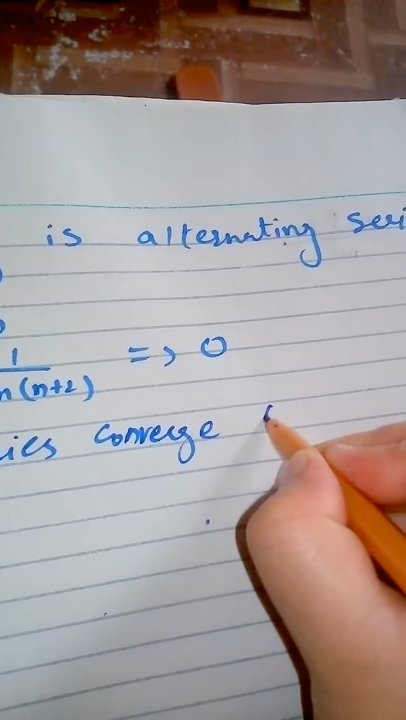 is alternating seri
1
n(n+2) => 0
ies converge